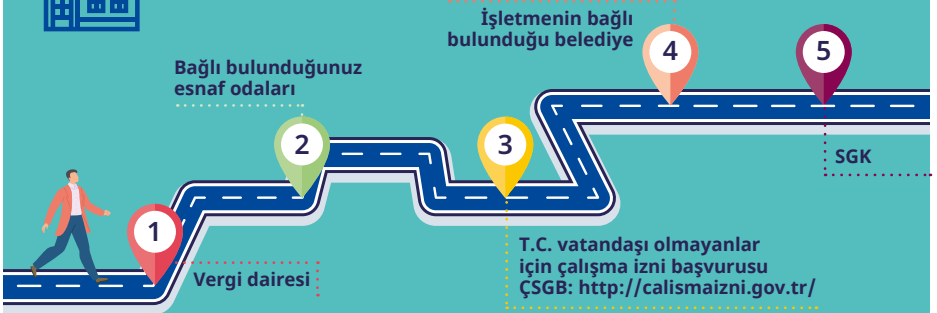 1
Vergi dairesi
2
Bağlı bulunduğunuz
esnaf odaları
3
T.C. vatandaşı olmayanlar
için çalışma izni başvurusu
ÇSGB: http://calismaizni.gov.tr/
4
İşletmenin bağlı
bulunduğu belediye
5
SGK